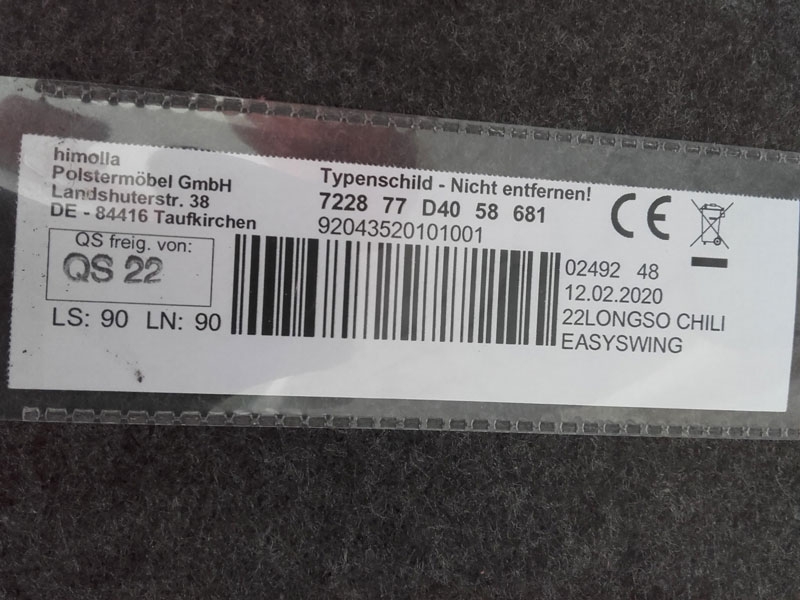 himolla
Polstermöbel GmbH
Landshuterstr. 38
DE - 84416 Taufkirchen
Typenschild - Nicht entfernen!
7228 77 D40 58 681
92043520101001
CE
QS freig. von:
QS 22
LS: 90 LN: 90
02492 48
12.02.2020
22LONGSO CHILI
EASYSWING